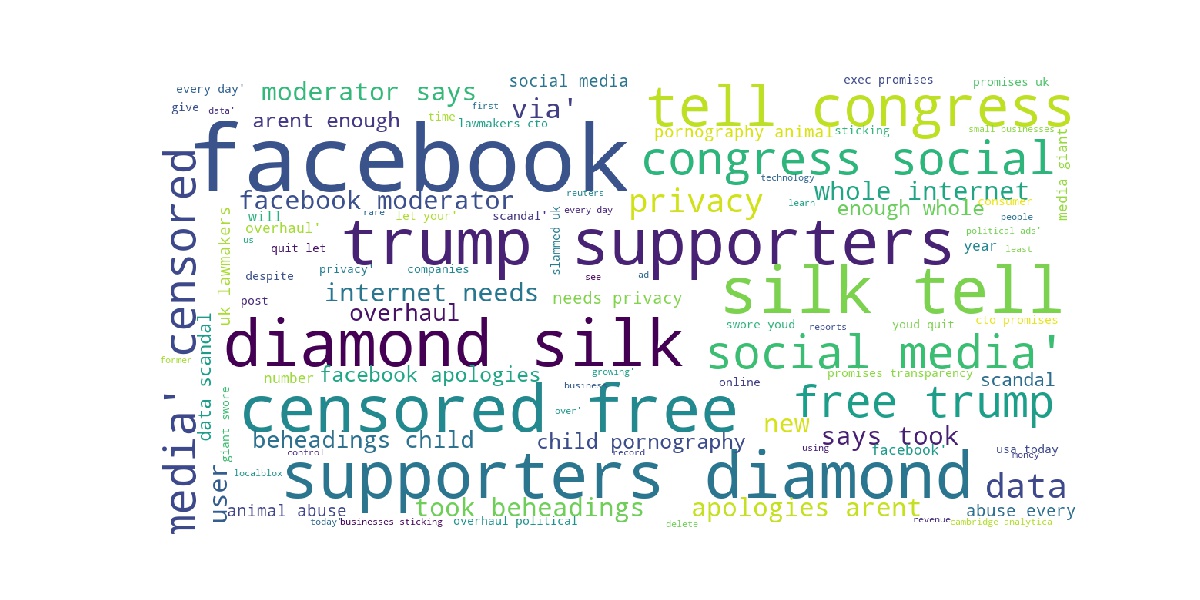 every day'
give
data'
moderator says
social media
first
via'
exec promises
promises uk
tell congress
arent enough
time
lawmakers cto
pornography animal
sticking
small businesses
facebook
congress social
media giant
censored
facebook moderator
reuters
privacy
technology
whole internet
learn
enough whole
consumer
people
rare
let your'
scandal'
every day
will
overhaul'
us
quit let
slammed uk
trump supporters
political ads'
year
least
uk lawmakers
despite
privacy'
companies
see
ad
silk tell
post
internet needs
needs privacy
overhaul
swore youd
reports
youd quit
cto promises
data scandal
former
diamond silk
social media'
number
facebook apologies
growing'
business
online
promises transparency
scandal
giant swore
media'
censored free
over'
free trump
new
beheadings child
control
child pornography
record
says took
using
facebook'
usa today
money
user
localblox
supporters diamond
data
animal abuse
took beheadings
apologies arent
abuse every
today'
businesses sticking
overhaul political
delete
revenue
cambridge analytica